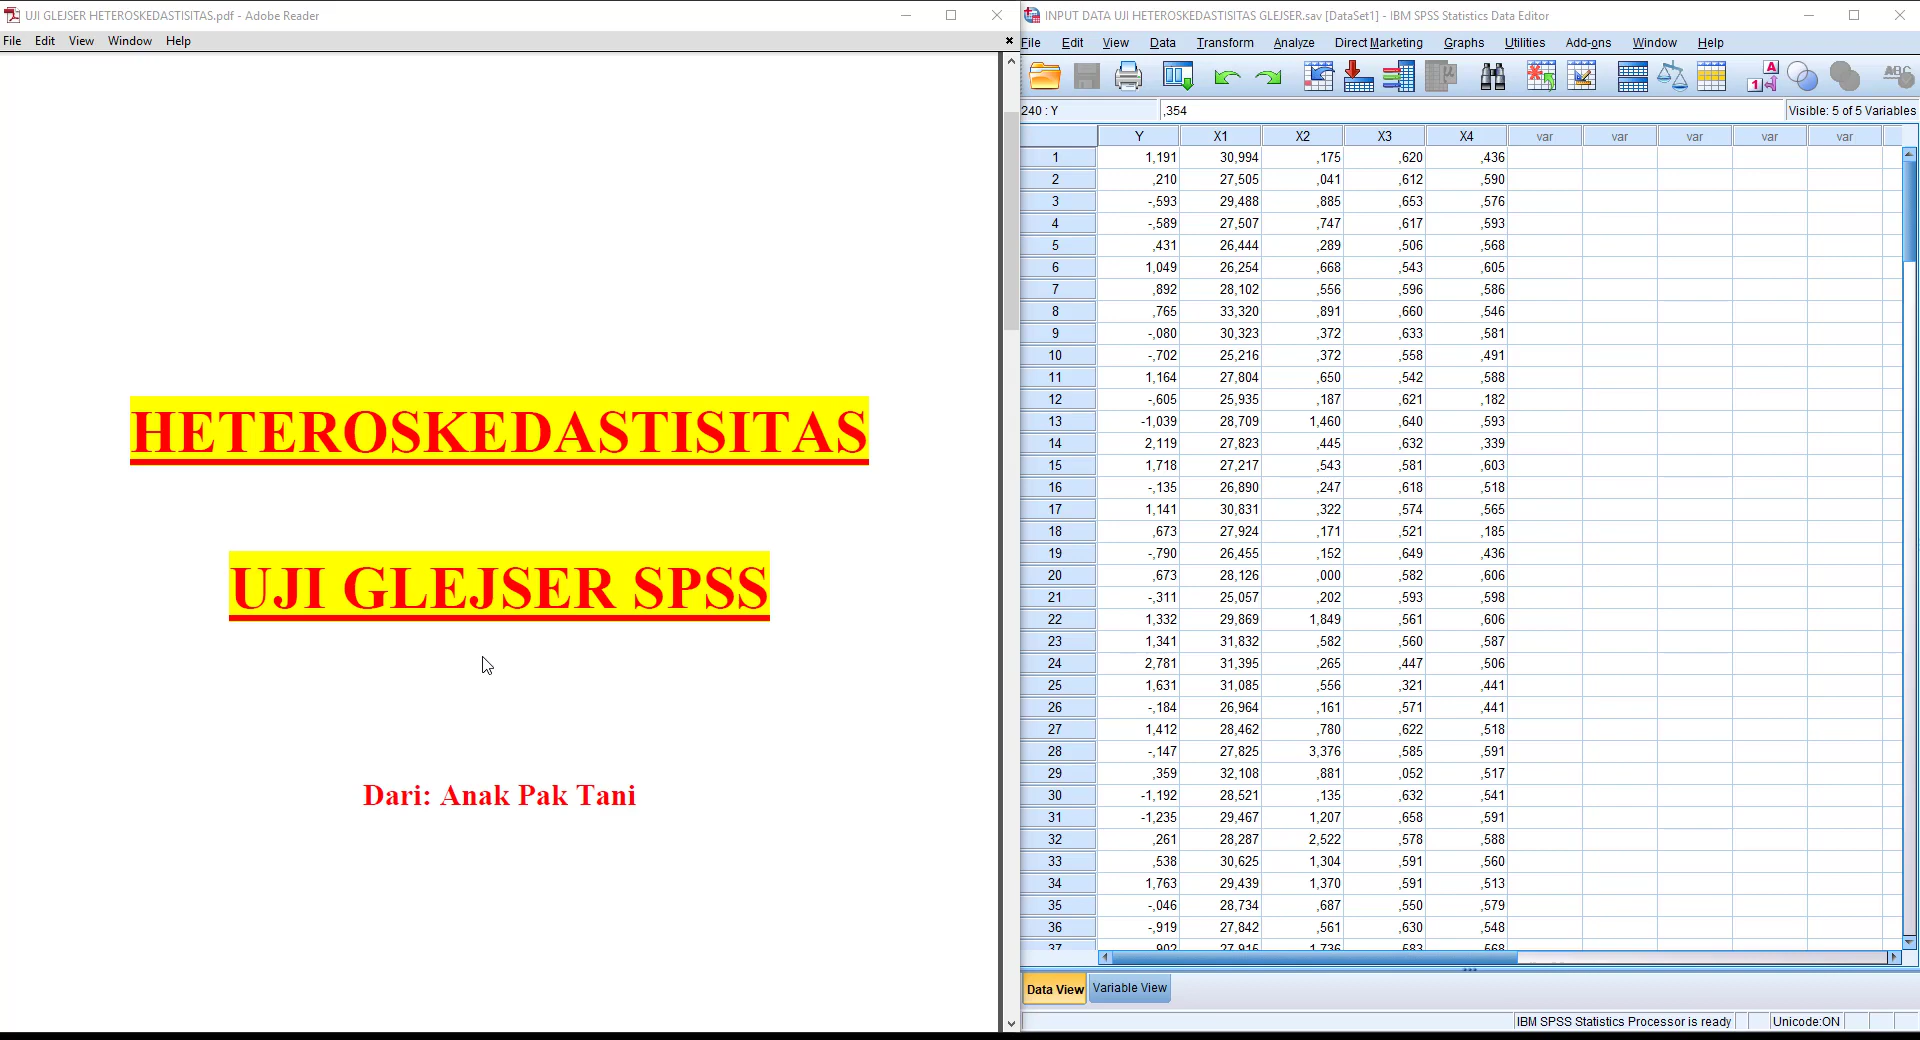 UJI GLEJSER HETEROSKEDASTISITAS.pdf - Adobe Reader
File Edit View Window Help
HETEROSKEDASTISITAS
UJI GLEJSER SPSS
Dari: Anak Pak Tani
INPUT DATA UJI HETEROSKEDASTISITAS GLEJSER.sav [DataSet1] - IBM SPSS Statistics Data Editor
File Edit View Data Transform Analyze Direct Marketing Graphs Utilities Add-ons Window Help
240 : Y ,354 Visible: 5 of 5 Variables
Y X1 X2 X3 X4 var var var var var
1 1,191 30,994 ,175 ,620 ,436
2 ,210 27,505 ,041 ,612 ,590
3 -,593 29,488 ,885 ,653 ,576
4 -,589 27,507 ,747 ,617 ,593
5 ,431 26,444 ,289 ,506 ,568
6 1,049 26,254 ,668 ,543 ,605
7 ,892 28,102 ,556 ,596 ,586
8 ,765 33,320 ,891 ,660 ,546
9 -,080 30,323 ,372 ,633 ,581
10 -,702 25,216 ,372 ,558 ,491
11 1,164 27,804 ,650 ,542 ,588
12 -,605 25,935 ,187 ,621 ,182
13 -1,039 28,709 1,460 ,640 ,593
14 2,119 27,823 ,445 ,632 ,339
15 1,718 27,217 ,543 ,581 ,603
16 -,135 26,890 ,247 ,618 ,518
17 1,141 30,831 ,322 ,574 ,565
18 ,673 27,924 ,171 ,521 ,185
19 -,790 26,455 ,152 ,649 ,436
20 ,673 28,126 ,000 ,582 ,606
21 -,311 25,057 ,202 ,593 ,598
22 1,332 29,869 1,849 ,561 ,606
23 1,341 31,832 ,582 ,560 ,587
24 2,781 31,395 ,265 ,447 ,506
25 1,631 31,085 ,556 ,321 ,441
26 -,184 26,964 ,161 ,571 ,441
27 1,412 28,462 ,780 ,622 ,518
28 -,147 27,825 3,376 ,585 ,591
29 ,359 32,108 ,881 ,052 ,517
30 -1,192 28,521 ,135 ,632 ,541
31 -1,235 29,467 1,207 ,658 ,591
32 ,261 28,287 2,522 ,578 ,588
33 ,538 30,625 1,304 ,591 ,560
34 1,763 29,439 1,370 ,591 ,513
35 -,046 28,734 ,687 ,550 ,579
36 -,919 27,842 ,561 ,630 ,548
37
Data View Variable View
IBM SPSS Statistics Processor is ready Unicode:ON